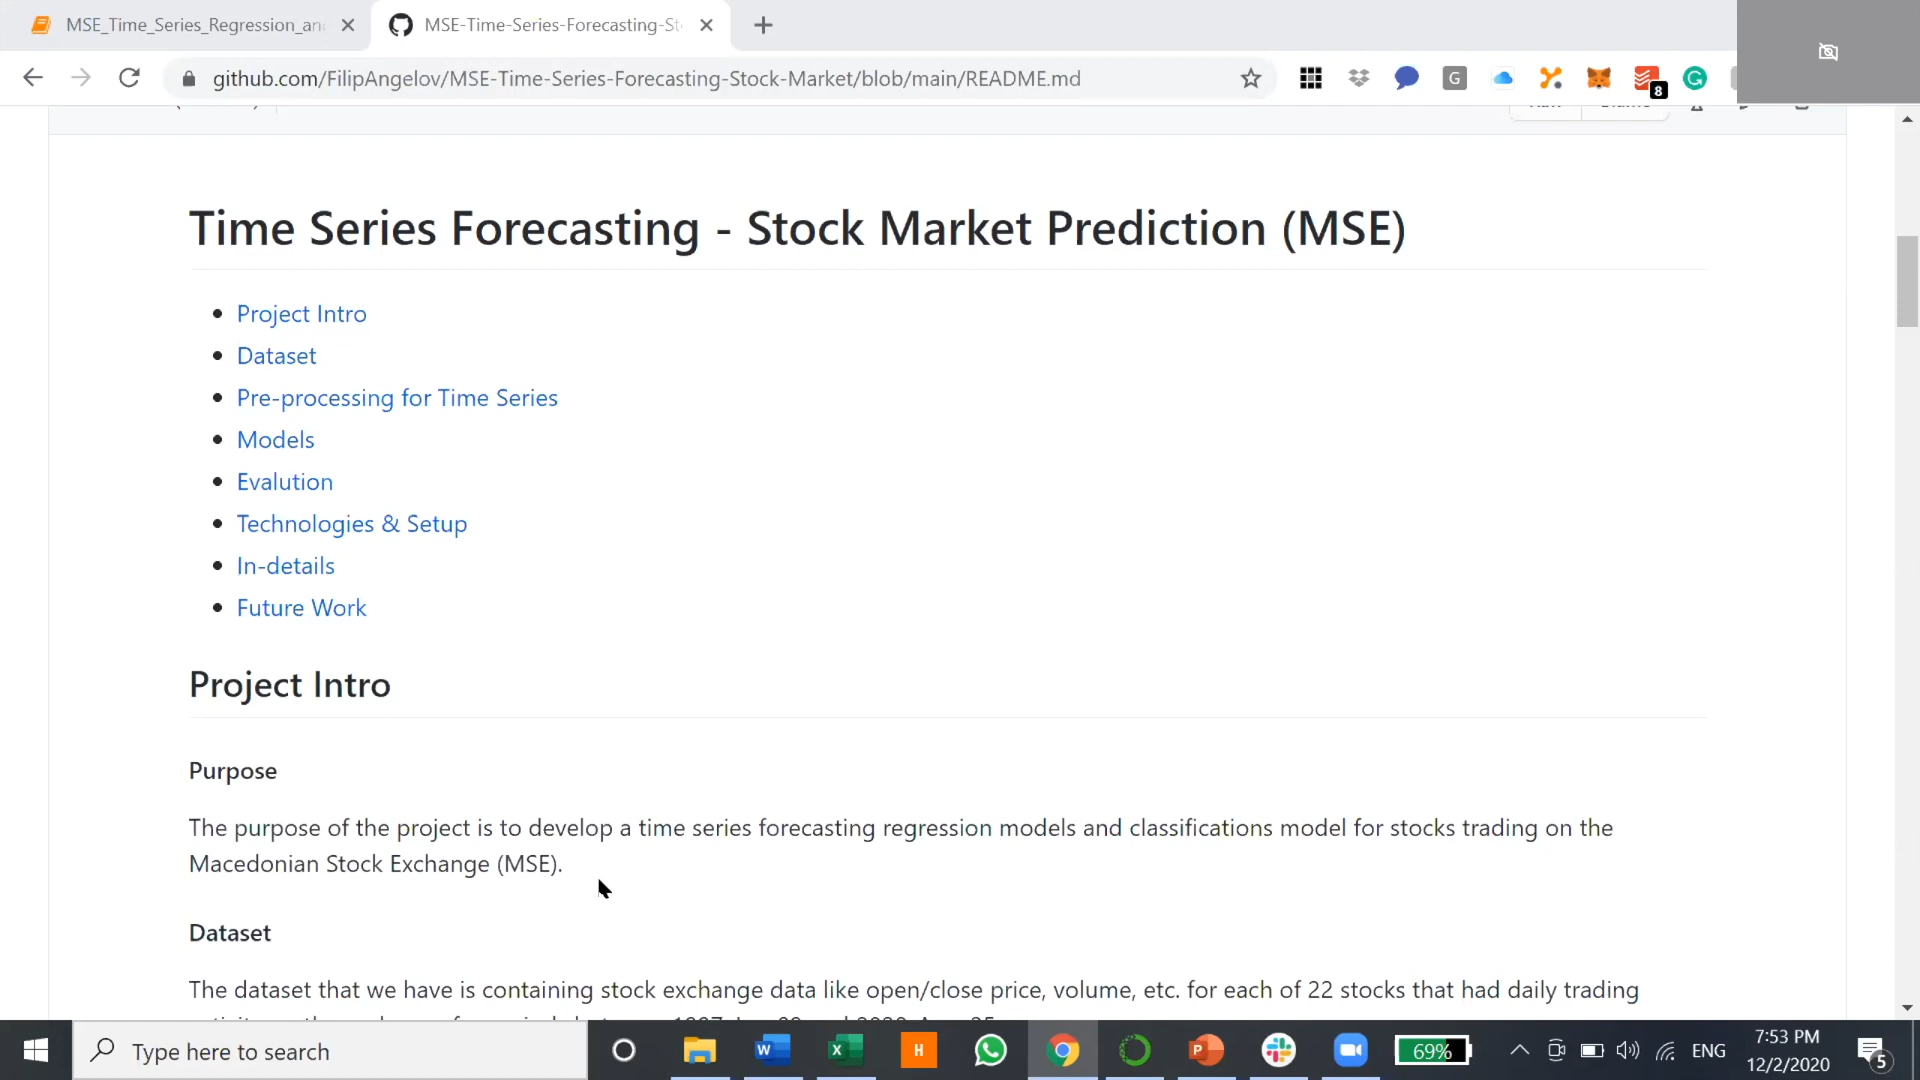 MSE_Time_Series_Regression_an
MSE-Time-Series-Forecasting-St
github.com/FilipAngelov/MSE-Time-Series-Forecasting-Stock-Market/blob/main/README.md
G
8
Time Series Forecasting - Stock Market Prediction (MSE)
Project Intro
Dataset
Pre-processing for Time Series
Models
Evalution
Technologies & Setup
In-details
Future Work
Project Intro
Purpose
The purpose of the project is to develop a time series forecasting regression models and classifications model for stocks trading on the
Macedonian Stock Exchange (MSE).
Dataset
The dataset that we have is containing stock exchange data like open/close price, volume, etc. for each of 22 stocks that had daily trading
Type here to search
W
X
H
P
69%
ENG
7:53 PM
12/2/2020
5